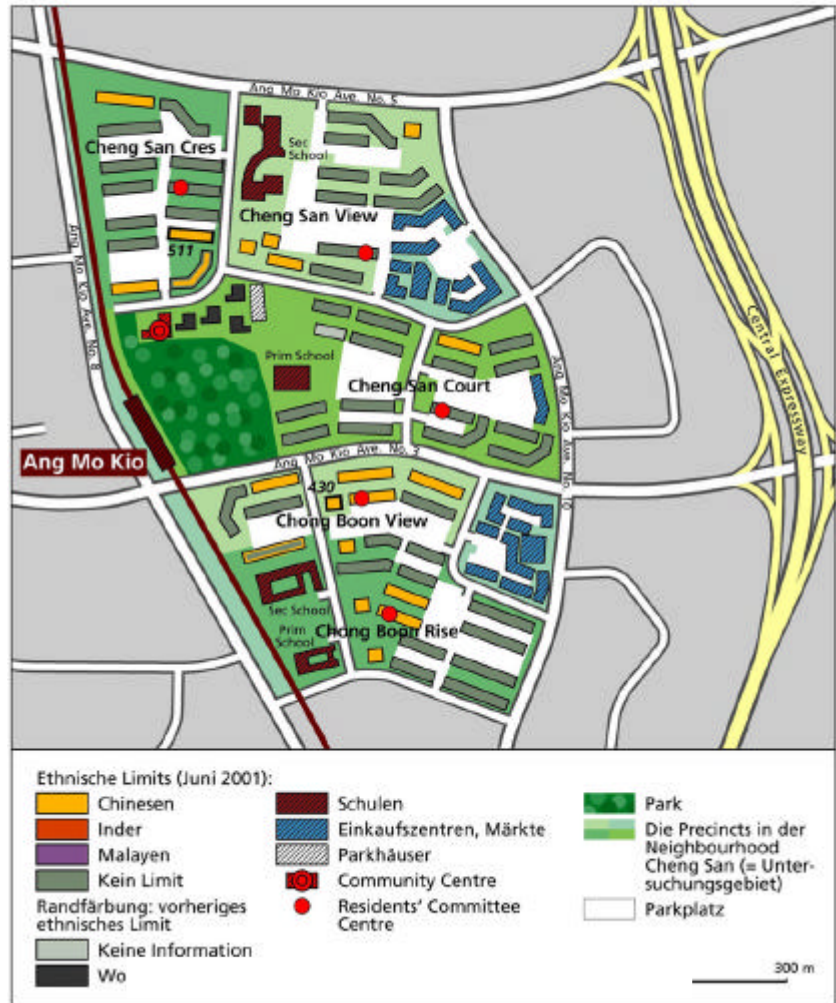 Ang Mo Kio Ave. No. 5
Cheng San Cres
Sec
School
Cheng San View
511
Ang Mo Kio Ave. No. 8
Prim School
Cheng San Court
Central Expressway
Ang Mo Kio Ave. No. 10
Ang Mo Kio
Ang Mo Kio Ave. No. 3
430
Chong Boon View
Sec School
Prim
School
Chong Boon Rise
Ethnische Limits (Juni 2001):
Chinesen
Inder
Malayen
Kein Limit
Randfärbung: vorheriges
ethnisches Limit
Keine Information
Wo
Schulen
Einkaufszentren, Märkte
Parkhäuser
Community Centre
Residents' Committee
Centre
Park
Die Precincts in der
Neighbourhood
Cheng San (= Unter-
suchungsgebiet)
Parkplatz
300 m